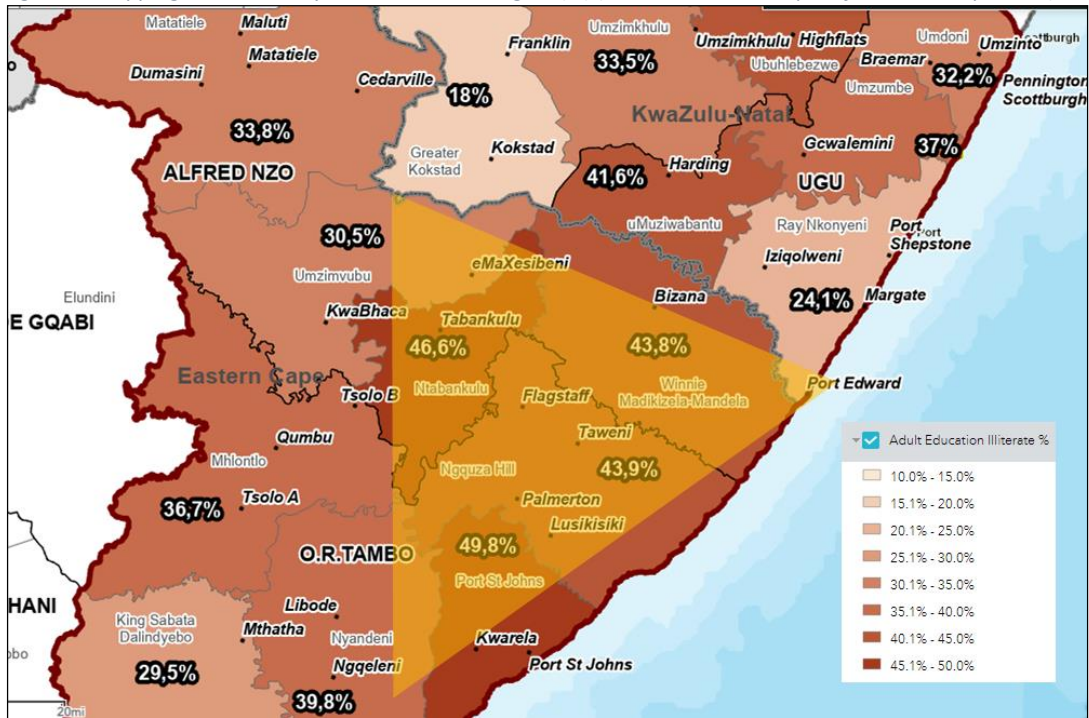 Matatiele
Maluti
Matatiele
Dumasini
Cedarville
33,8%
ALFRED NZO
Franklin
18%
Greater
Kokstad
Kokstad
Umzimkhulu
33,5%
Umzimkhulu
Highflats
Ubuhlebezwe
KwaZulu-Natal
Umdoni
Braemar
Umzinto
32,2%
Pennington
Scottburgh
Umzumbe
Gcwalemini
37%
UGU
Harding
41,6%
uMuziwabantu
Ray Nkonyeni
Port
Shepstone
Iziqolweni
24,1%
Margate
30,5%
Umzimvubu
eMaXesibeni
Elundini
E GQABI
KwaBhaca
Tabankulu
46,6%
Ntabankulu
Bizana
43,8%
Winnie
Madikizela-Mandela
Port Edward
Eastern Cape
Tsolo B
Flagstaff
Taweni
Qumbu
Mhlontlo
Ngquza Hill
43,9%
36,7%
Tsolo A
Palmerton
Lusikisiki
O.R.TAMBO
49,8%
Port St Johns
HANI
King Sabata
Dalindyebo
Libode
Mthatha
Nyandeni
Kwarela
Port St Johns
29,5%
Ngqeleni
39,8%
20mi
Adult Education Illiterate %
10.0% - 15.0%
15.1% - 20.0%
20.1% - 25.0%
25.1% - 30.0%
30.1% - 35.0%
35.1% - 40.0%
40.1% - 45.0%
45.1% - 50.0%